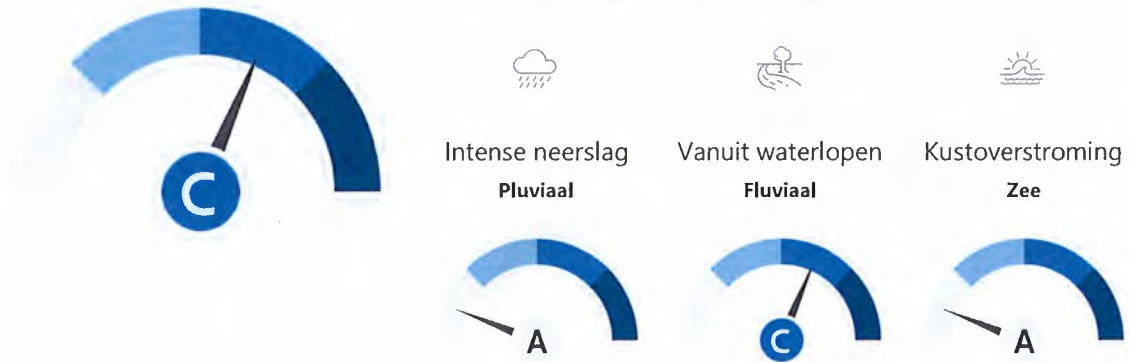 C
Intense neerslag
Pluviaal
A
Vanuit waterlopen
Fluviaal
C
Kustoverstroming
Zee
A